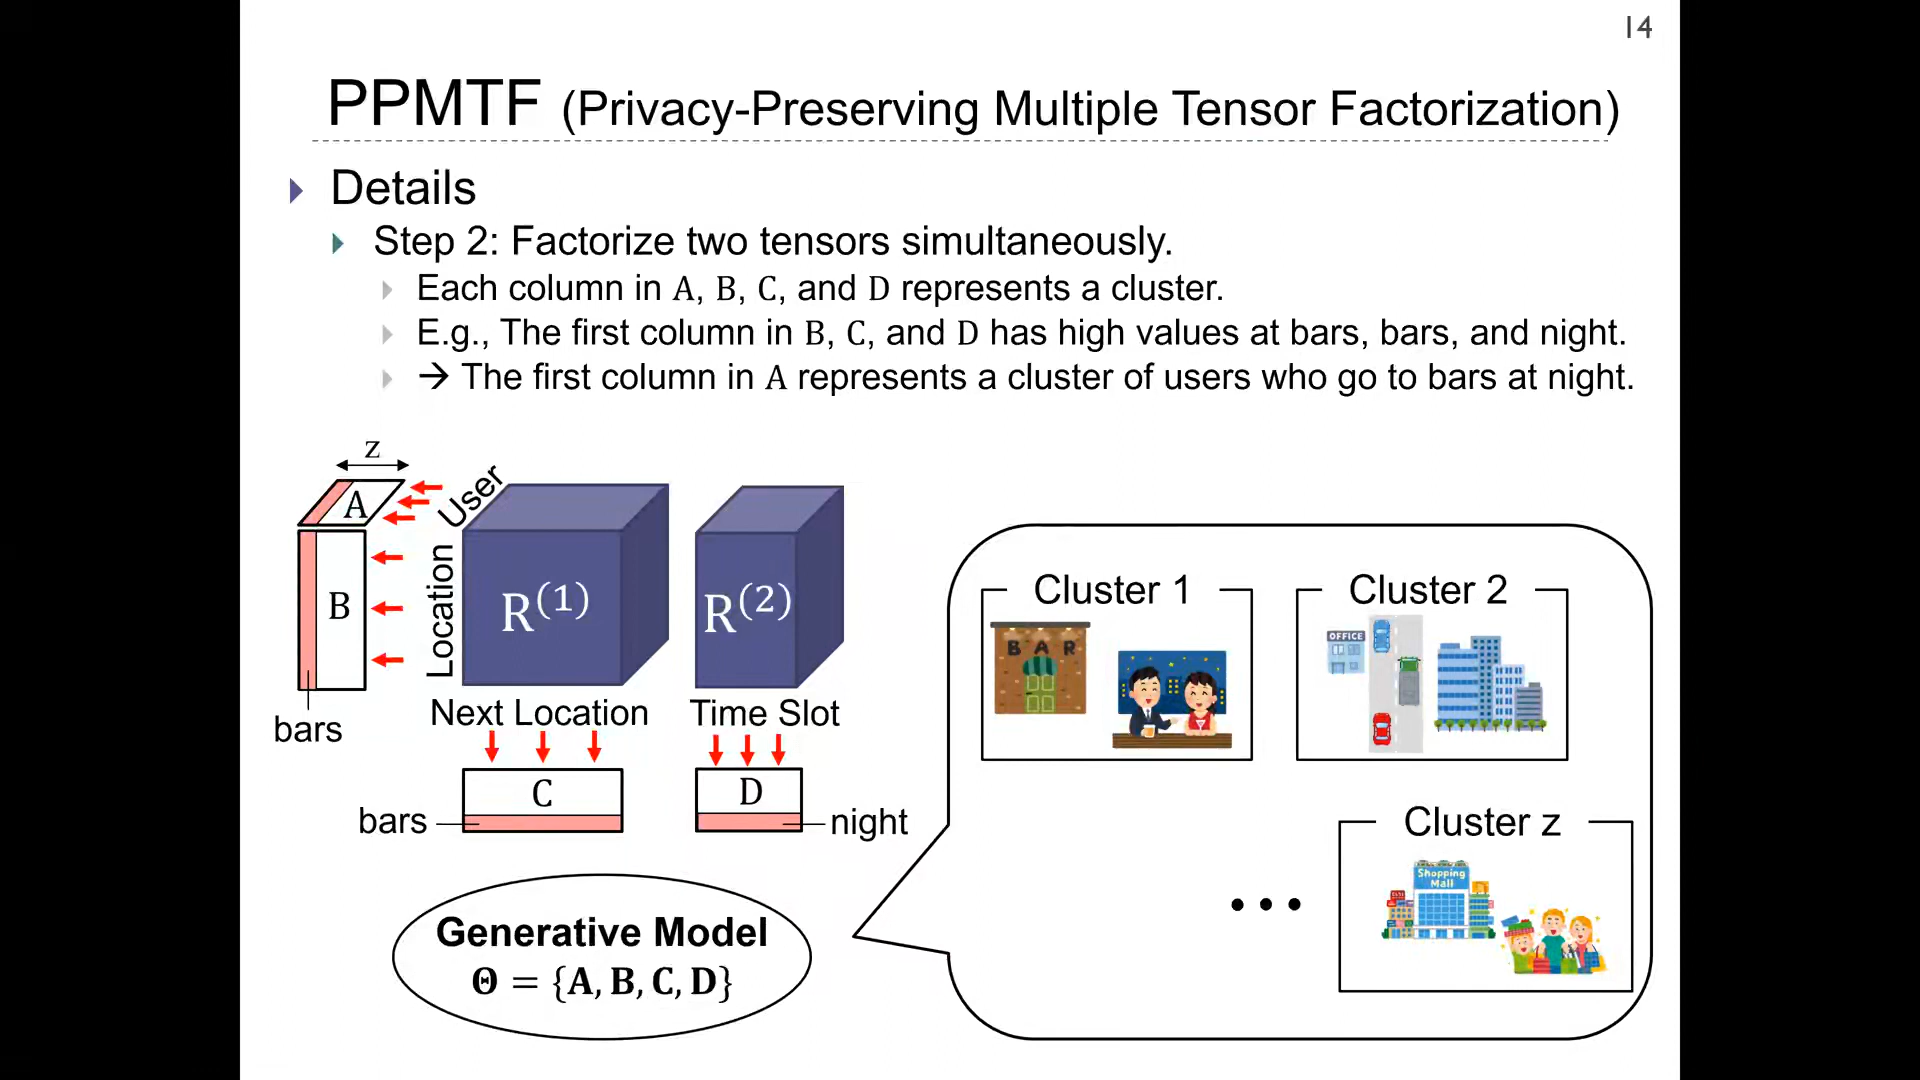 14
PPMTF (Privacy-Preserving Multiple Tensor Factorization)
Details
Step 2: Factorize two tensors simultaneously.
Each column in A, B, C, and D represents a cluster.
E.g., The first column in B, C, and D has high values at bars, bars, and night.
→ The first column in A represents a cluster of users who go to bars at night.
z
A
User
B
Location
R(1)
R(2)
bars
Next Location
Time Slot
C
D
bars
night
Generative Model
Θ = {A, B, C, D}
Cluster 1
BAR
Cluster 2
OFFICE
Cluster z
Shopping
Mall
• • •